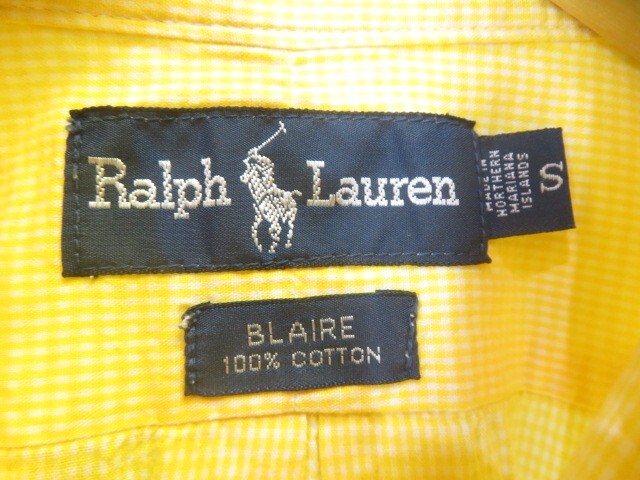 Ralph Lauren
MADE IN
NORTHERN
MARIANA
ISLANDS
S
BLAIRE
100% COTTON